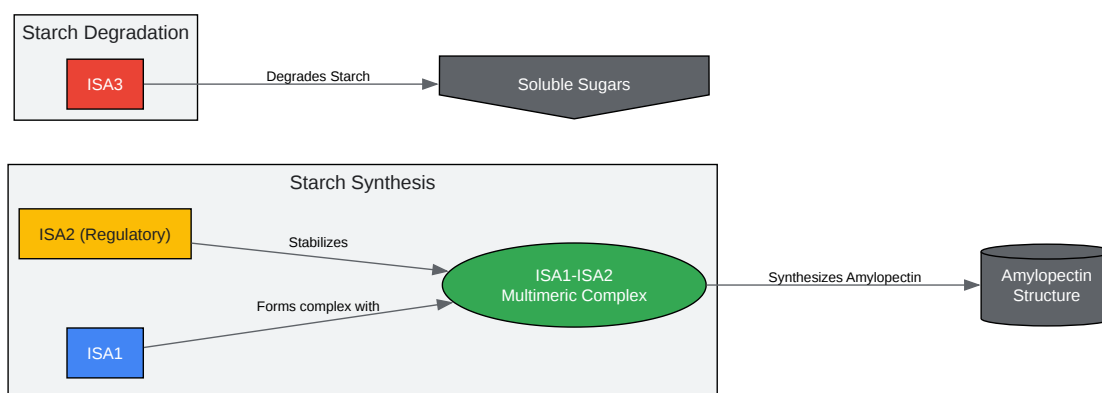 Starch Degradation
ISA3
Degrades Starch
Soluble Sugars
Starch Synthesis
ISA2 (Regulatory)
Stabilizes
ISA1-ISA2
Multimeric Complex
Synthesizes Amylopectin
Amylopectin
Structure
Forms complex with
ISA1